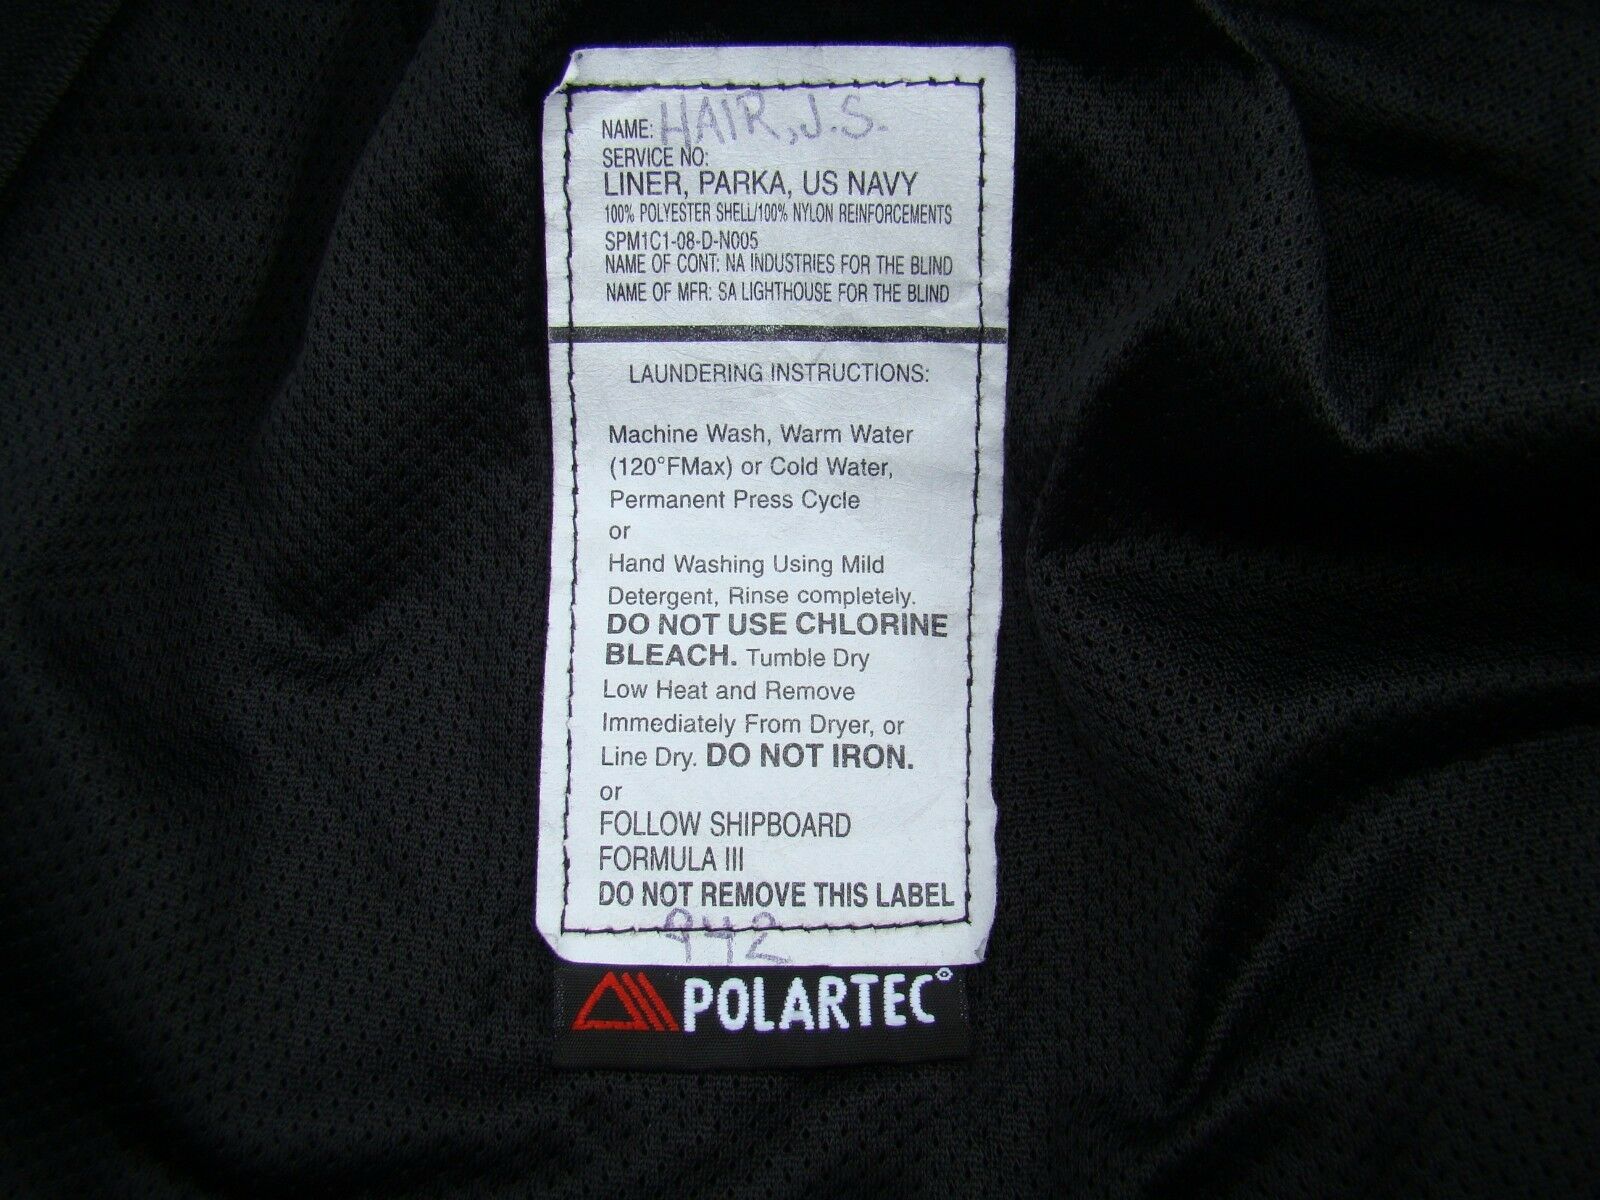 NAME: HAIR, J.S.
SERVICE NO:
LINER, PARKA, US NAVY
100% POLYESTER SHELL/100% NYLON REINFORCEMENTS
SPM1C1-08-D-N005
NAME OF CONT: NA INDUSTRIES FOR THE BLIND
NAME OF MFR: SA LIGHTHOUSE FOR THE BLIND
LAUNDERING INSTRUCTIONS:
Machine Wash, Warm Water
(120°FMax) or Cold Water,
Permanent Press Cycle
or
Hand Washing Using Mild
Detergent, Rinse completely.
DO NOT USE CHLORINE
BLEACH. Tumble Dry
Low Heat and Remove
Immediately From Dryer, or
Line Dry. DO NOT IRON.
or
FOLLOW SHIPBOARD
FORMULA III
DO NOT REMOVE THIS LABEL
942
POLARTEC®